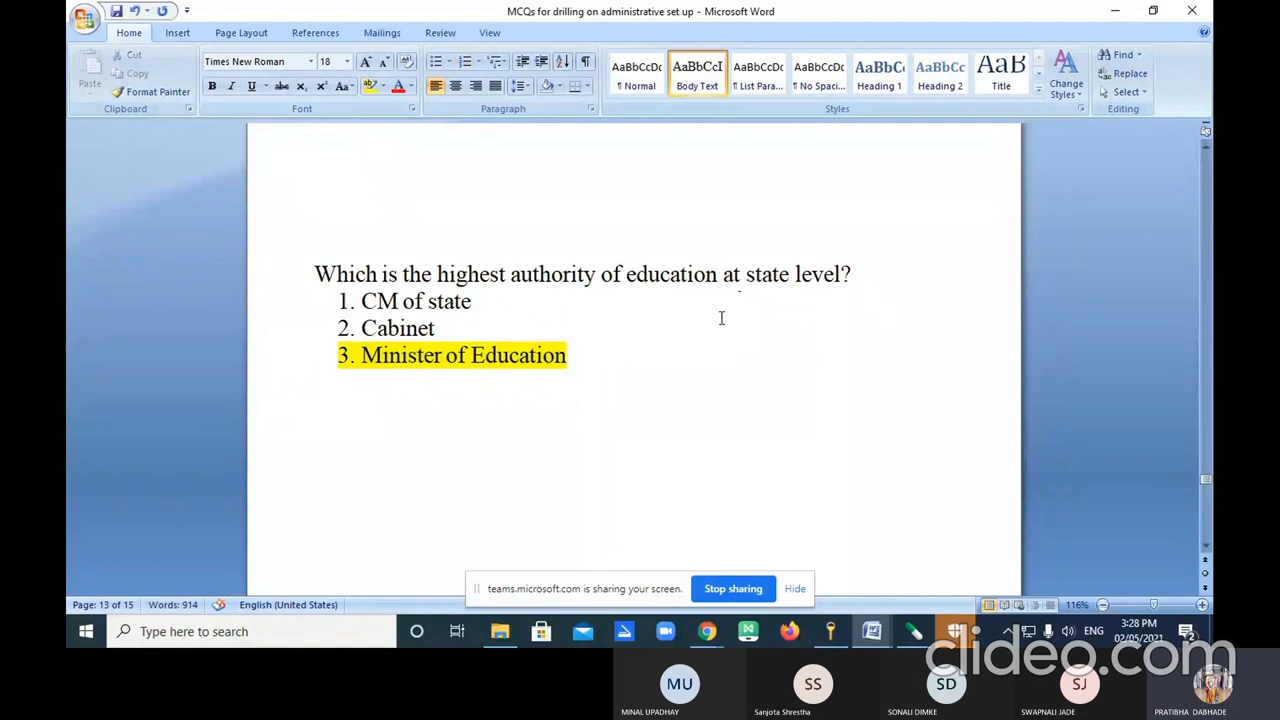 MCQs for drilling on administrative set up - Microsoft Word
Home Insert Page Layout References Mailings Review View
Paste
Cut
Copy
Format Painter
Clipboard
Times New Roman 18
Font
Paragraph
AaBbCcDc AaBbCcI AaBbCcDc AaBbCcDc AaBbC AaBbCc AaB
¶ Normal Body Text ¶ List Para... ¶ No Spaci... Heading 1 Heading 2 Title
Change Styles
Styles
Find
Replace
Select
Editing
Which is the highest authority of education at state level?
1. CM of state
2. Cabinet
3. Minister of Education
teams.microsoft.com is sharing your screen. Stop sharing Hide
Page: 13 of 15 Words: 914 English (United States) 116%
Type here to search
ENG
3:28 PM
02/05/2021
clideo.com
MU SS SD SJ
MINAL UPADHAY Sanjota Shrestha SONALI DIMKE SWAPNALI JADE PRATIBHA DABHADE